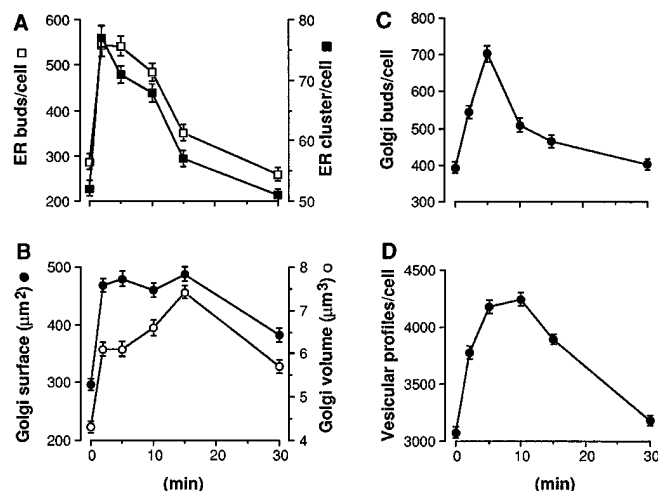 A
ER buds/cell □
600
500
400
300
200
80
70
60
50
ER cluster/cell ■
C
Golgi buds/cell
800
700
600
500
400
300
B
Golgi surface (μm²) ●
500
400
300
200
8
7
6
5
4
Golgi volume (μm³) ○
0 10 20 30
(min)
D
Vesicular profiles/cell
4500
4000
3500
3000
0 10 20 30
(min)